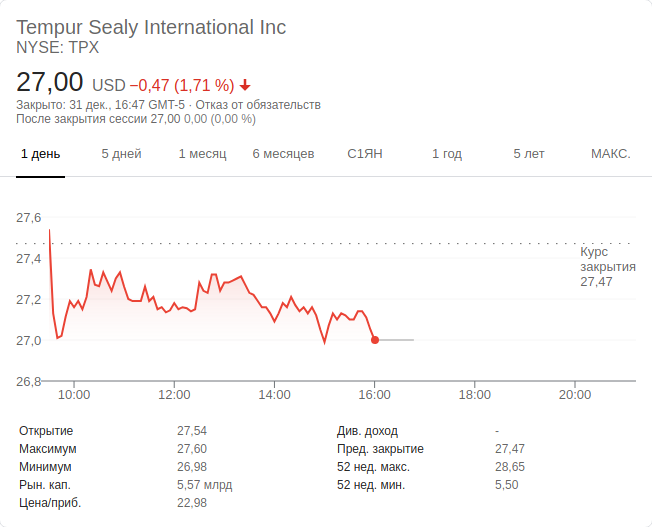 Tempur Sealy International Inc
NYSE: TPX
27,00 USD −0,47 (1,71 %)
Закрыто: 31 дек., 16:47 GMT-5 · Отказ от обязательств
После закрытия сессии 27,00 0,00 (0,00 %)
1 день 5 дней 1 месяц 6 месяцев С1ЯН 1 год 5 лет МАКС.
27,6
27,4
27,2
27,0
26,8
Курс
закрытия
27,47
10:00 12:00 14:00 16:00 18:00 20:00
Открытие 27,54 Див. доход -
Максимум 27,60 Пред. закрытие 27,47
Минимум 26,98 52 нед. макс. 28,65
Рын. кап. 5,57 млрд 52 нед. мин. 5,50
Цена/приб. 22,98